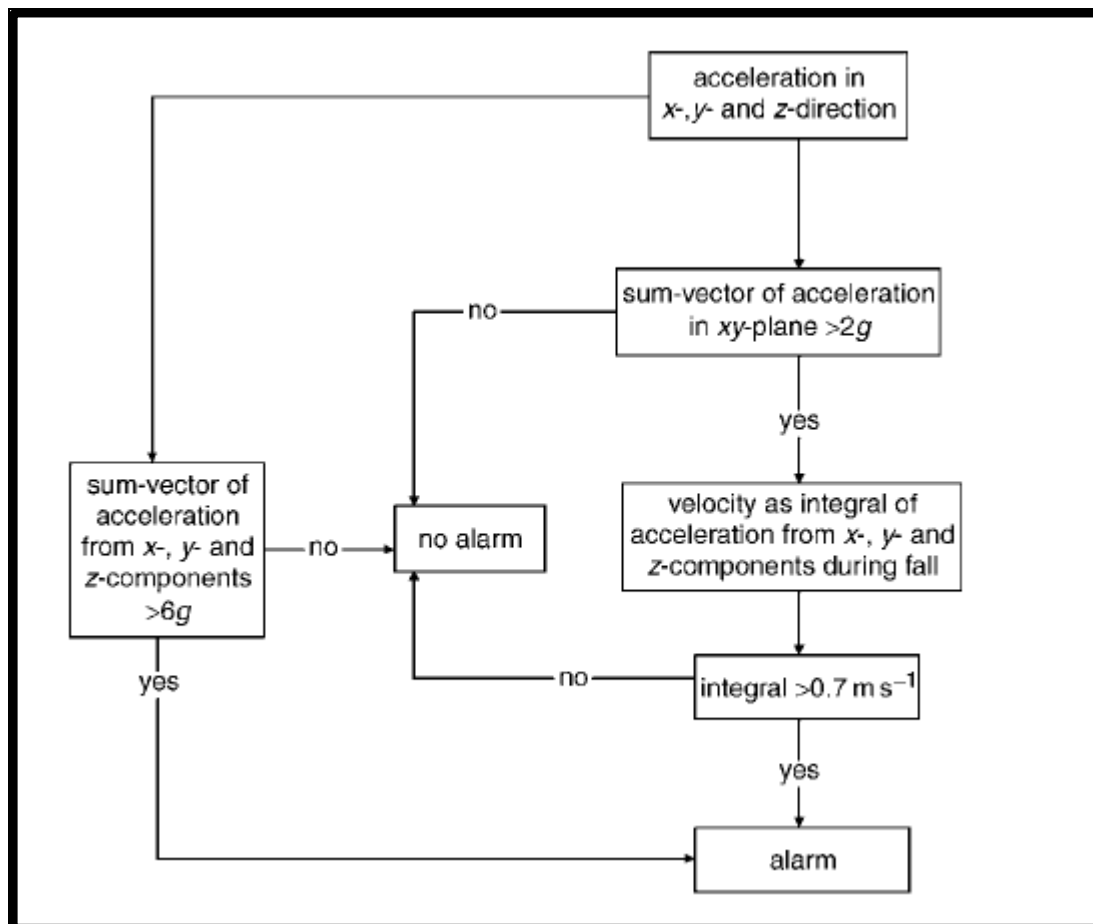 acceleration in
x-, y- and z-direction
sum-vector of acceleration
in xy-plane >2g
no
yes
sum-vector of
acceleration
from x-, y- and
z-components
>6g
no
no alarm
velocity as integral of
acceleration from x-, y- and
z-components during fall
yes
no
integral >0.7 m s⁻¹
yes
alarm